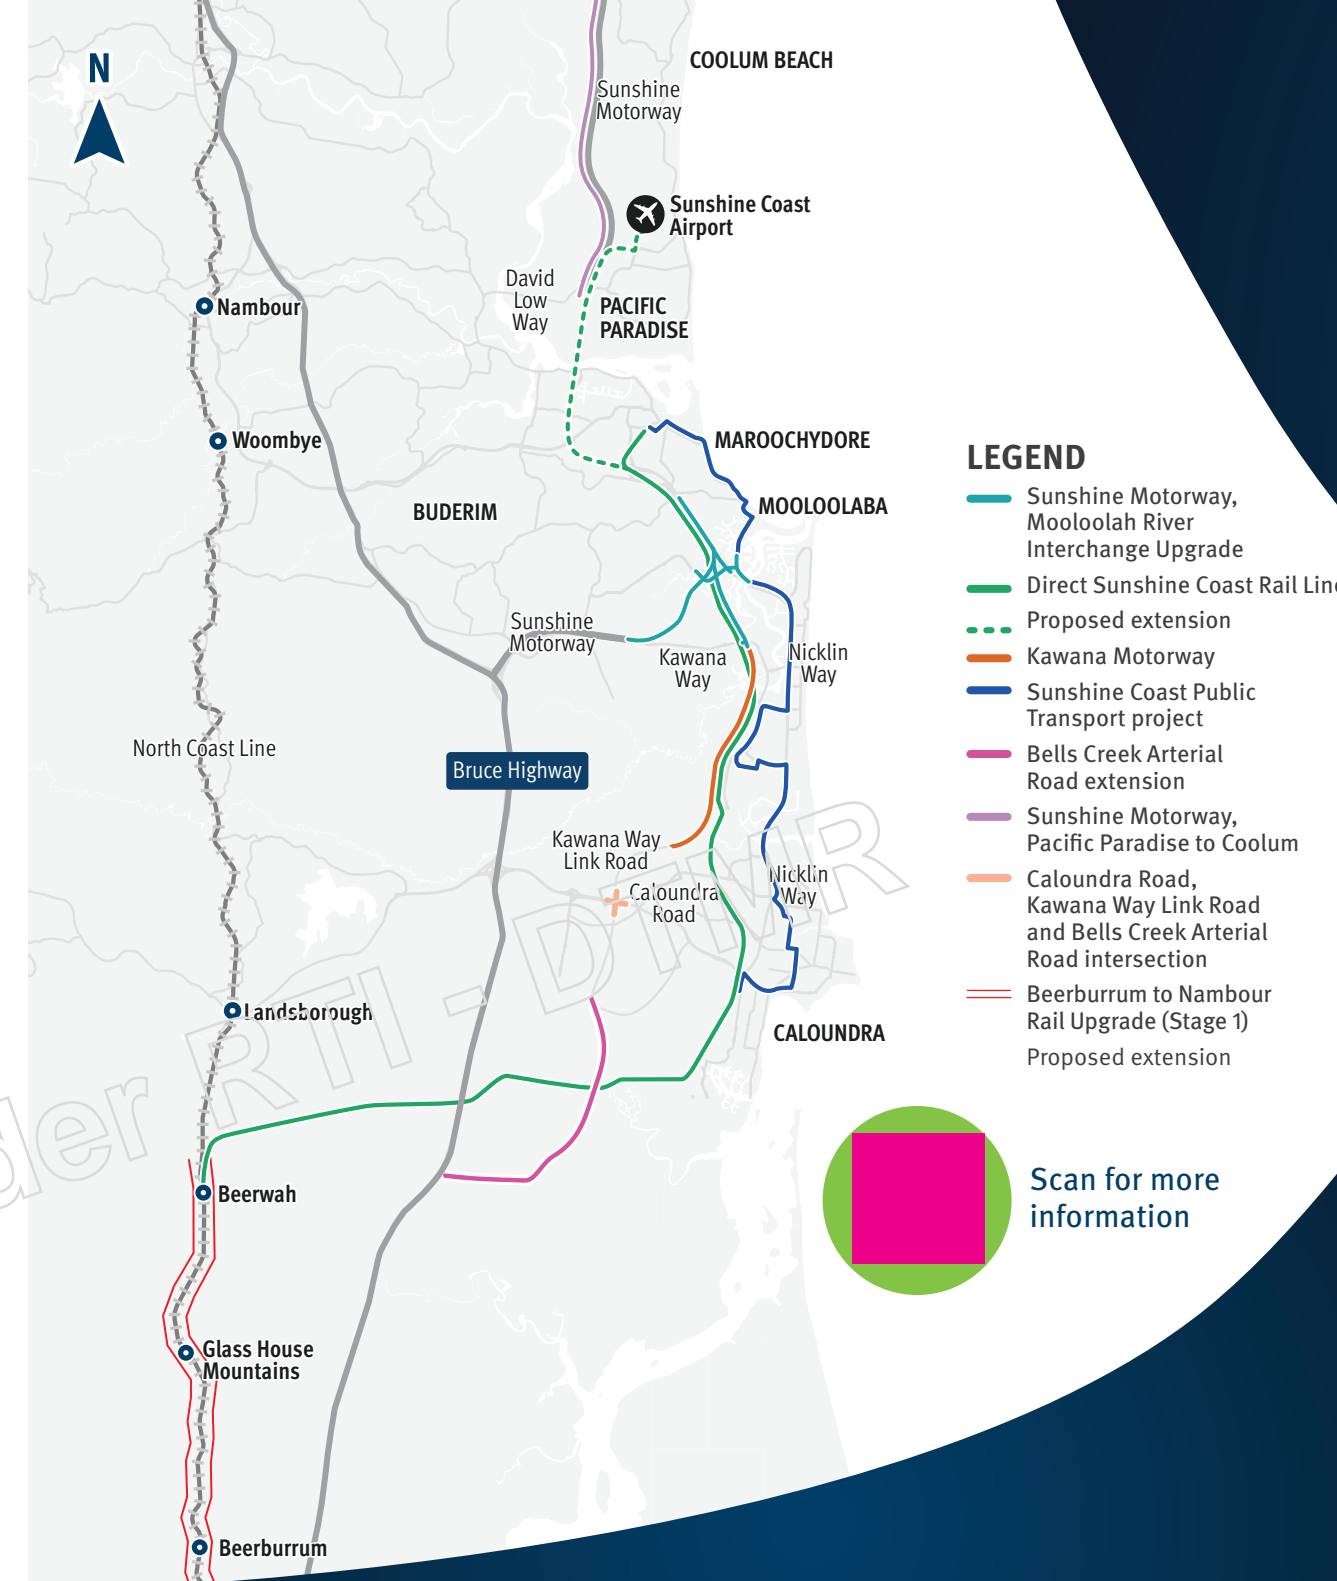 N
COOLUM BEACH
Sunshine
Motorway
Sunshine Coast
Airport
David
Low
Way
PACIFIC
PARADISE
Nambour
Woombye
MAROOCHYDORE
MOOLOOLABA
BUDERIM
Sunshine
Motorway
Kawana
Way
Nicklin
Way
North Coast Line
Bruce Highway
Kawana Way
Link Road
Caloundra
Road
Nicklin
Way
Landsborough
CALOUNDRA
Beerwah
Glass House
Mountains
Beerburrum
LEGEND
Sunshine Motorway,
Mooloolah River
Interchange Upgrade
Direct Sunshine Coast Rail Line
Proposed extension
Kawana Motorway
Sunshine Coast Public
Transport project
Bells Creek Arterial
Road extension
Sunshine Motorway,
Pacific Paradise to Coolum
Caloundra Road,
Kawana Way Link Road
and Bells Creek Arterial
Road intersection
Beerburrum to Nambour
Rail Upgrade (Stage 1)
Proposed extension
Scan for more
information
der RTI - DTMR